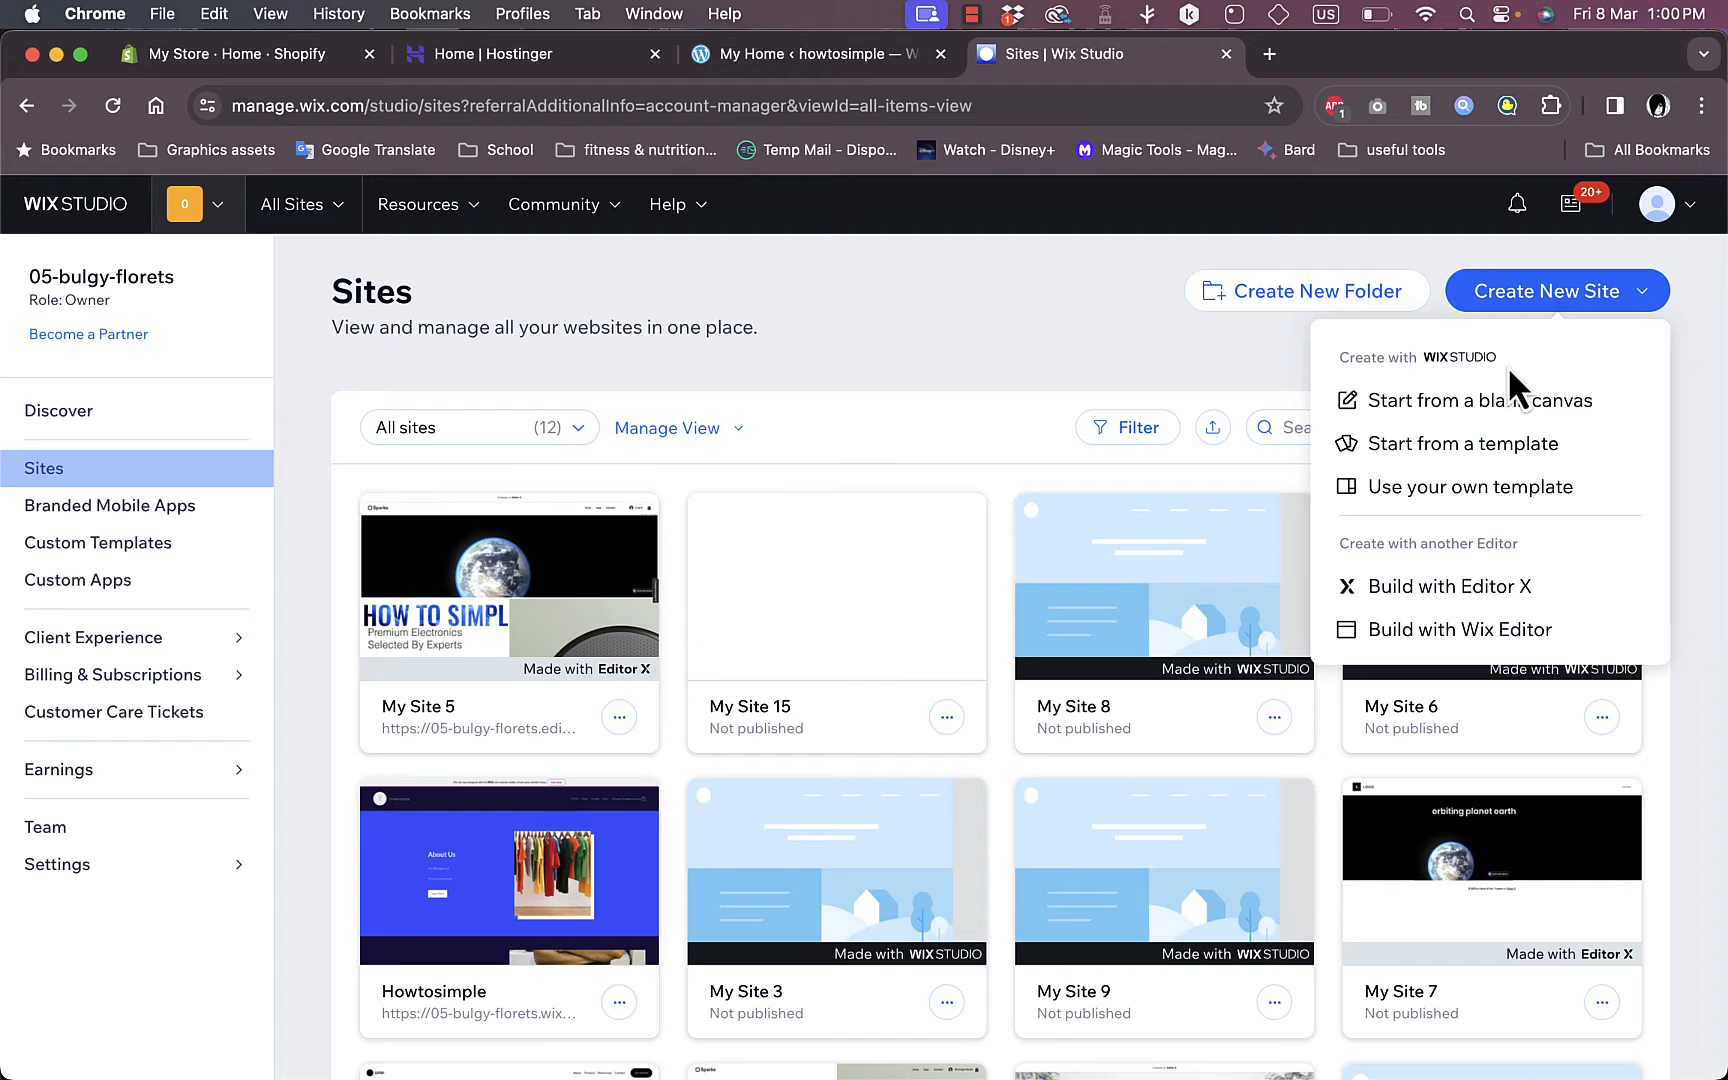 Chrome File Edit View History Bookmarks Profiles Tab Window Help US Fri 8 Mar 1:00 PM
My Store · Home · Shopify Home | Hostinger My Home ‹ howtosimple — W Sites | Wix Studio
manage.wix.com/studio/sites?referralAdditionalInfo=account-manager&viewId=all-items-view
Bookmarks Graphics assets Google Translate School fitness & nutrition... Temp Mail - Dispo... Watch - Disney+ Magic Tools - Mag... Bard useful tools All Bookmarks
WIX STUDIO 0 All Sites Resources Community Help 20+
05-bulgy-florets
Role: Owner
Become a Partner
Discover
Sites
Branded Mobile Apps
Custom Templates
Custom Apps
Client Experience
Billing & Subscriptions
Customer Care Tickets
Earnings
Team
Settings
Sites
View and manage all your websites in one place.
Create New Folder Create New Site
Create with WIX STUDIO
Start from a blank canvas
Start from a template
Use your own template
Create with another Editor
Build with Editor X
Build with Wix Editor
All sites (12) Manage View Filter Sea
HOW TO SIMPL
Premium Electronics
Selected By Experts
Made with Editor X
Made with WIX STUDIO
Made with WIX STUDIO
My Site 5
https://05-bulgy-florets.edi...
My Site 15
Not published
My Site 8
Not published
My Site 6
Not published
About Us
Made with WIX STUDIO
Made with WIX STUDIO
LOGO
orbiting planet earth
Made with Editor X
Howtosimple
https://05-bulgy-florets.wix...
My Site 3
Not published
My Site 9
Not published
My Site 7
Not published